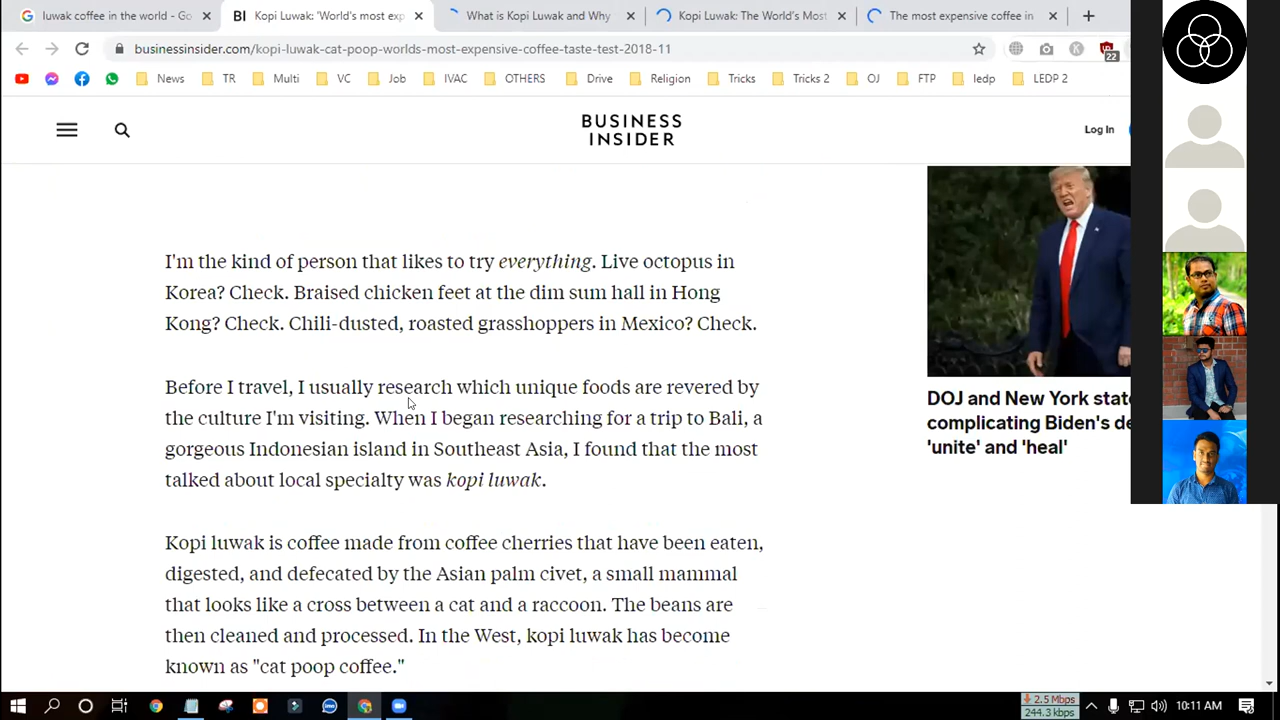 luwak coffee in the world - Go
BI Kopi Luwak: 'World's most exp
What is Kopi Luwak and Why
Kopi Luwak: The World's Most
The most expensive coffee in
businessinsider.com/kopi-luwak-cat-poop-worlds-most-expensive-coffee-taste-test-2018-11
22
News TR Multi VC Job IVAC OTHERS Drive Religion Tricks Tricks 2 OJ FTP ledp LEDP 2
BUSINESS
INSIDER
Log In
I'm the kind of person that likes to try everything. Live octopus in
Korea? Check. Braised chicken feet at the dim sum hall in Hong
Kong? Check. Chili-dusted, roasted grasshoppers in Mexico? Check.
Before I travel, I usually research which unique foods are revered by
the culture I'm visiting. When I began researching for a trip to Bali, a
gorgeous Indonesian island in Southeast Asia, I found that the most
talked about local specialty was kopi luwak.
Kopi luwak is coffee made from coffee cherries that have been eaten,
digested, and defecated by the Asian palm civet, a small mammal
that looks like a cross between a cat and a raccoon. The beans are
then cleaned and processed. In the West, kopi luwak has become
known as "cat poop coffee."
DOJ and New York stat
complicating Biden's de
'unite' and 'heal'
2.5 Mbps
244.3 kbps
10:11 AM